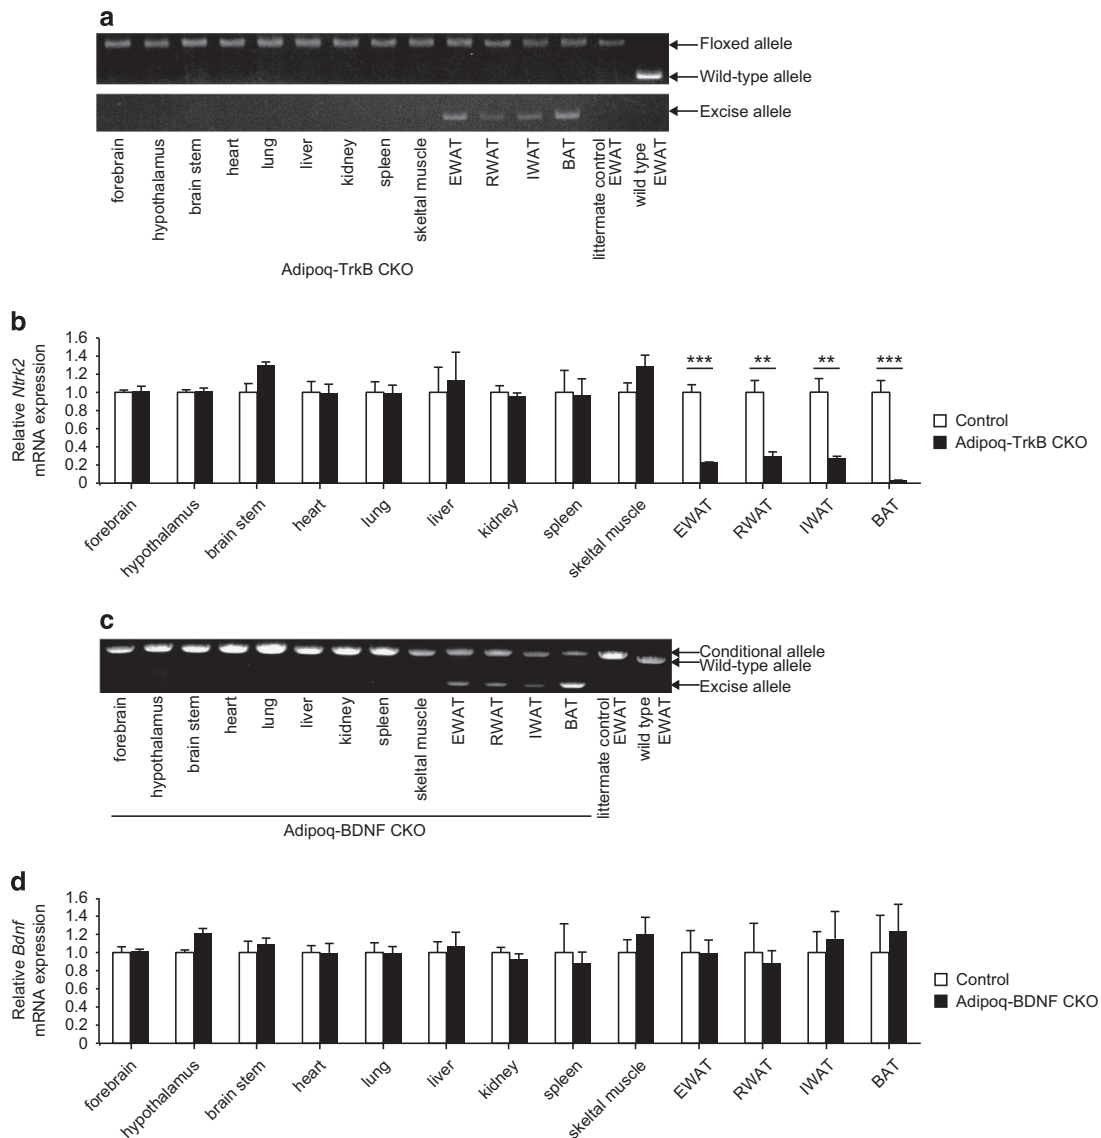 a
Floxed allele
Wild-type allele
Excise allele
forebrain
hypothalamus
brain stem
heart
lung
liver
kidney
spleen
skeltal muscle
EWAT
RWAT
IWAT
BAT
littermate control
EWAT
wild type
EWAT
Adipoq-TrkB CKO
b
Relative Ntrk2
mRNA expression
1.6
1.4
1.2
1.0
0.8
0.6
0.4
0.2
0
***
**
**
***
Control
Adipoq-TrkB CKO
forebrain
hypothalamus
brain stem
heart
lung
liver
kidney
spleen
skeltal muscle
EWAT
RWAT
IWAT
BAT
c
Conditional allele
Wild-type allele
Excise allele
forebrain
hypothalamus
brain stem
heart
lung
liver
kidney
spleen
skeltal muscle
EWAT
RWAT
IWAT
BAT
littermate control
EWAT
wild type
EWAT
Adipoq-BDNF CKO
d
Relative Bdnf
mRNA expression
1.6
1.4
1.2
1.0
0.8
0.6
0.4
0.2
0
Control
Adipoq-BDNF CKO
forebrain
hypothalamus
brain stem
heart
lung
liver
kidney
spleen
skeltal muscle
EWAT
RWAT
IWAT
BAT